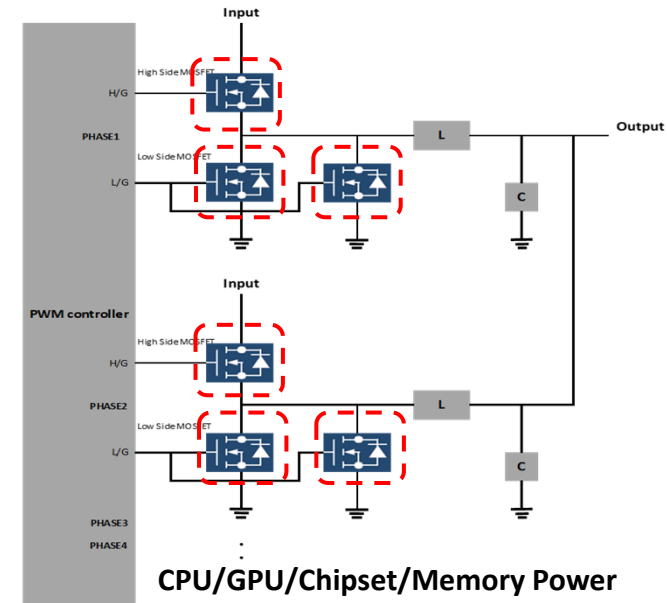 Input
High Side MOSFET
H/G
PHASE1
Output
L
Low Side MOSFET
L/G
C
Input
PWM controller
High Side MOSFET
H/G
PHASE2
L
Low Side MOSFET
L/G
C
PHASE3
PHASE4
CPU/GPU/Chipset/Memory Power